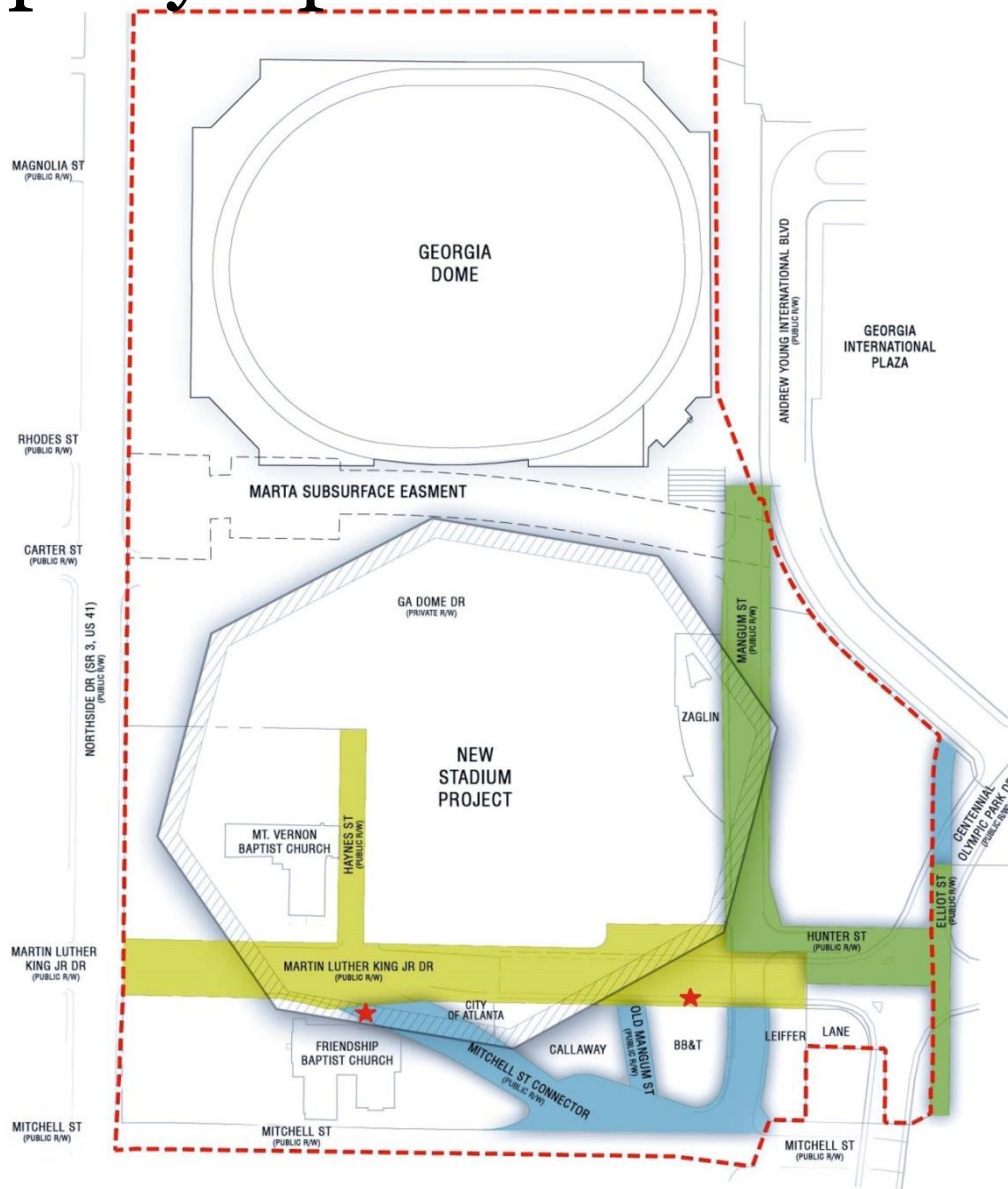 MAGNOLIA ST
(PUBLIC R/W)
GEORGIA
DOME
ANDREW YOUNG INTERNATIONAL BLVD
(PUBLIC R/W)
GEORGIA
INTERNATIONAL
PLAZA
RHODES ST
(PUBLIC R/W)
MARTA SUBSURFACE EASMENT
CARTER ST
(PUBLIC R/W)
GA DOME DR
(PRIVATE R/W)
MANGUM ST
(PUBLIC R/W)
NORTHSIDE DR (SR 3, US 41)
(PUBLIC R/W)
ZAGLIN
NEW
STADIUM
PROJECT
HAYNES ST
(PUBLIC R/W)
MT. VERNON
BAPTIST CHURCH
CENTENNIAL
OLYMPIC PARK DR
(PUBLIC R/W)
ELLIOT ST
(PUBLIC R/W)
HUNTER ST
(PUBLIC R/W)
MARTIN LUTHER
KING JR DR
(PUBLIC R/W)
MARTIN LUTHER KING JR DR
(PUBLIC R/W)
CITY
OF ATLANTA
OLD MANGUM ST
(PUBLIC R/W)
FRIENDSHIP
BAPTIST CHURCH
CALLAWAY
BB&T
LEIFFER
LANE
MITCHELL ST CONNECTOR
(PUBLIC R/W)
MITCHELL ST
(PUBLIC R/W)
MITCHELL ST
(PUBLIC R/W)
MITCHELL ST
(PUBLIC R/W)